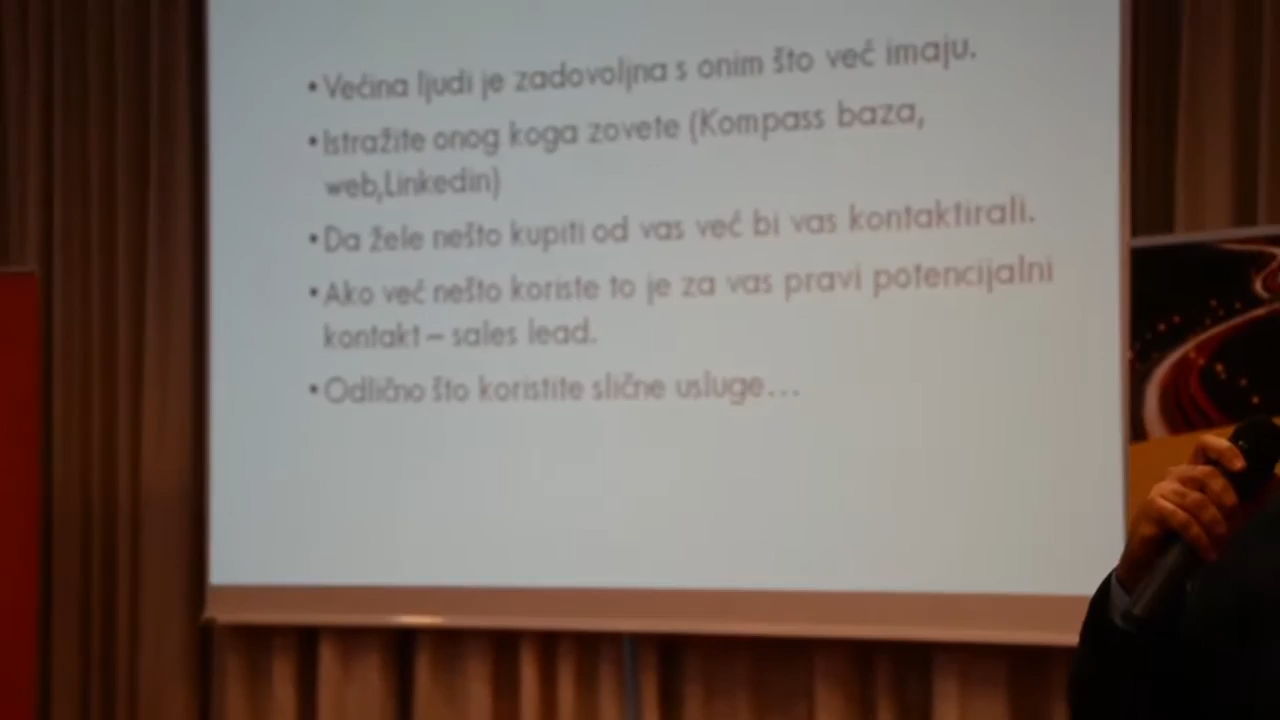 • Većina ljudi je zadovoljna s onim što već imaju.
• Istražite onog koga zovete (Kompass baza,
web,Linkedin)
• Da žele nešto kupiti od vas već bi vas kontaktirali.
• Ako već nešto koriste to je za vas pravi potencijalni
kontakt – sales lead.
• Odlično što koristite slične usluge...